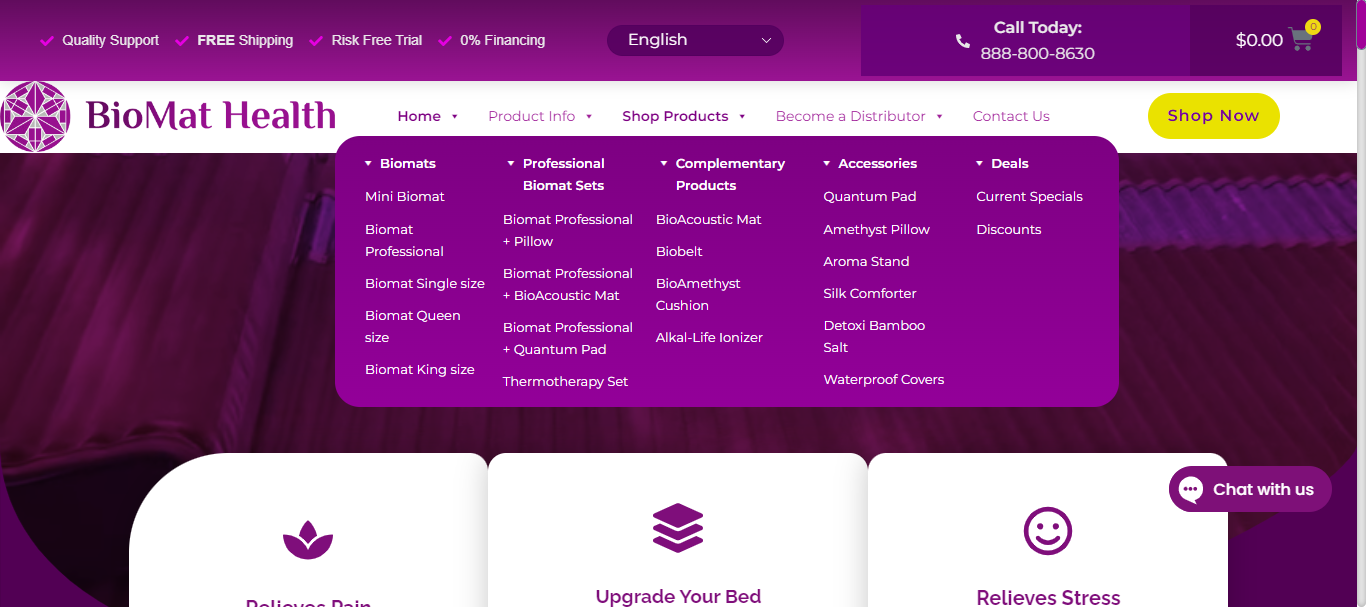 Quality Support
FREE Shipping
Risk Free Trial
0% Financing
English
Call Today:
888-800-8630
$0.00
0
BioMat Health
Home
Product Info
Shop Products
Become a Distributor
Contact Us
Shop Now
Biomats
Mini Biomat
Biomat
Professional
Biomat Single size
Biomat Queen
size
Biomat King size
Professional
Biomat Sets
Biomat Professional
+ Pillow
Biomat Professional
+ BioAcoustic Mat
Biomat Professional
+ Quantum Pad
Thermotherapy Set
Complementary
Products
BioAcoustic Mat
Biobelt
BioAmethyst
Cushion
Alkal-Life Ionizer
Accessories
Quantum Pad
Amethyst Pillow
Aroma Stand
Silk Comforter
Detoxi Bamboo
Salt
Waterproof Covers
Deals
Current Specials
Discounts
Chat with us
Relieves Pain
Upgrade Your Bed
Relieves Stress